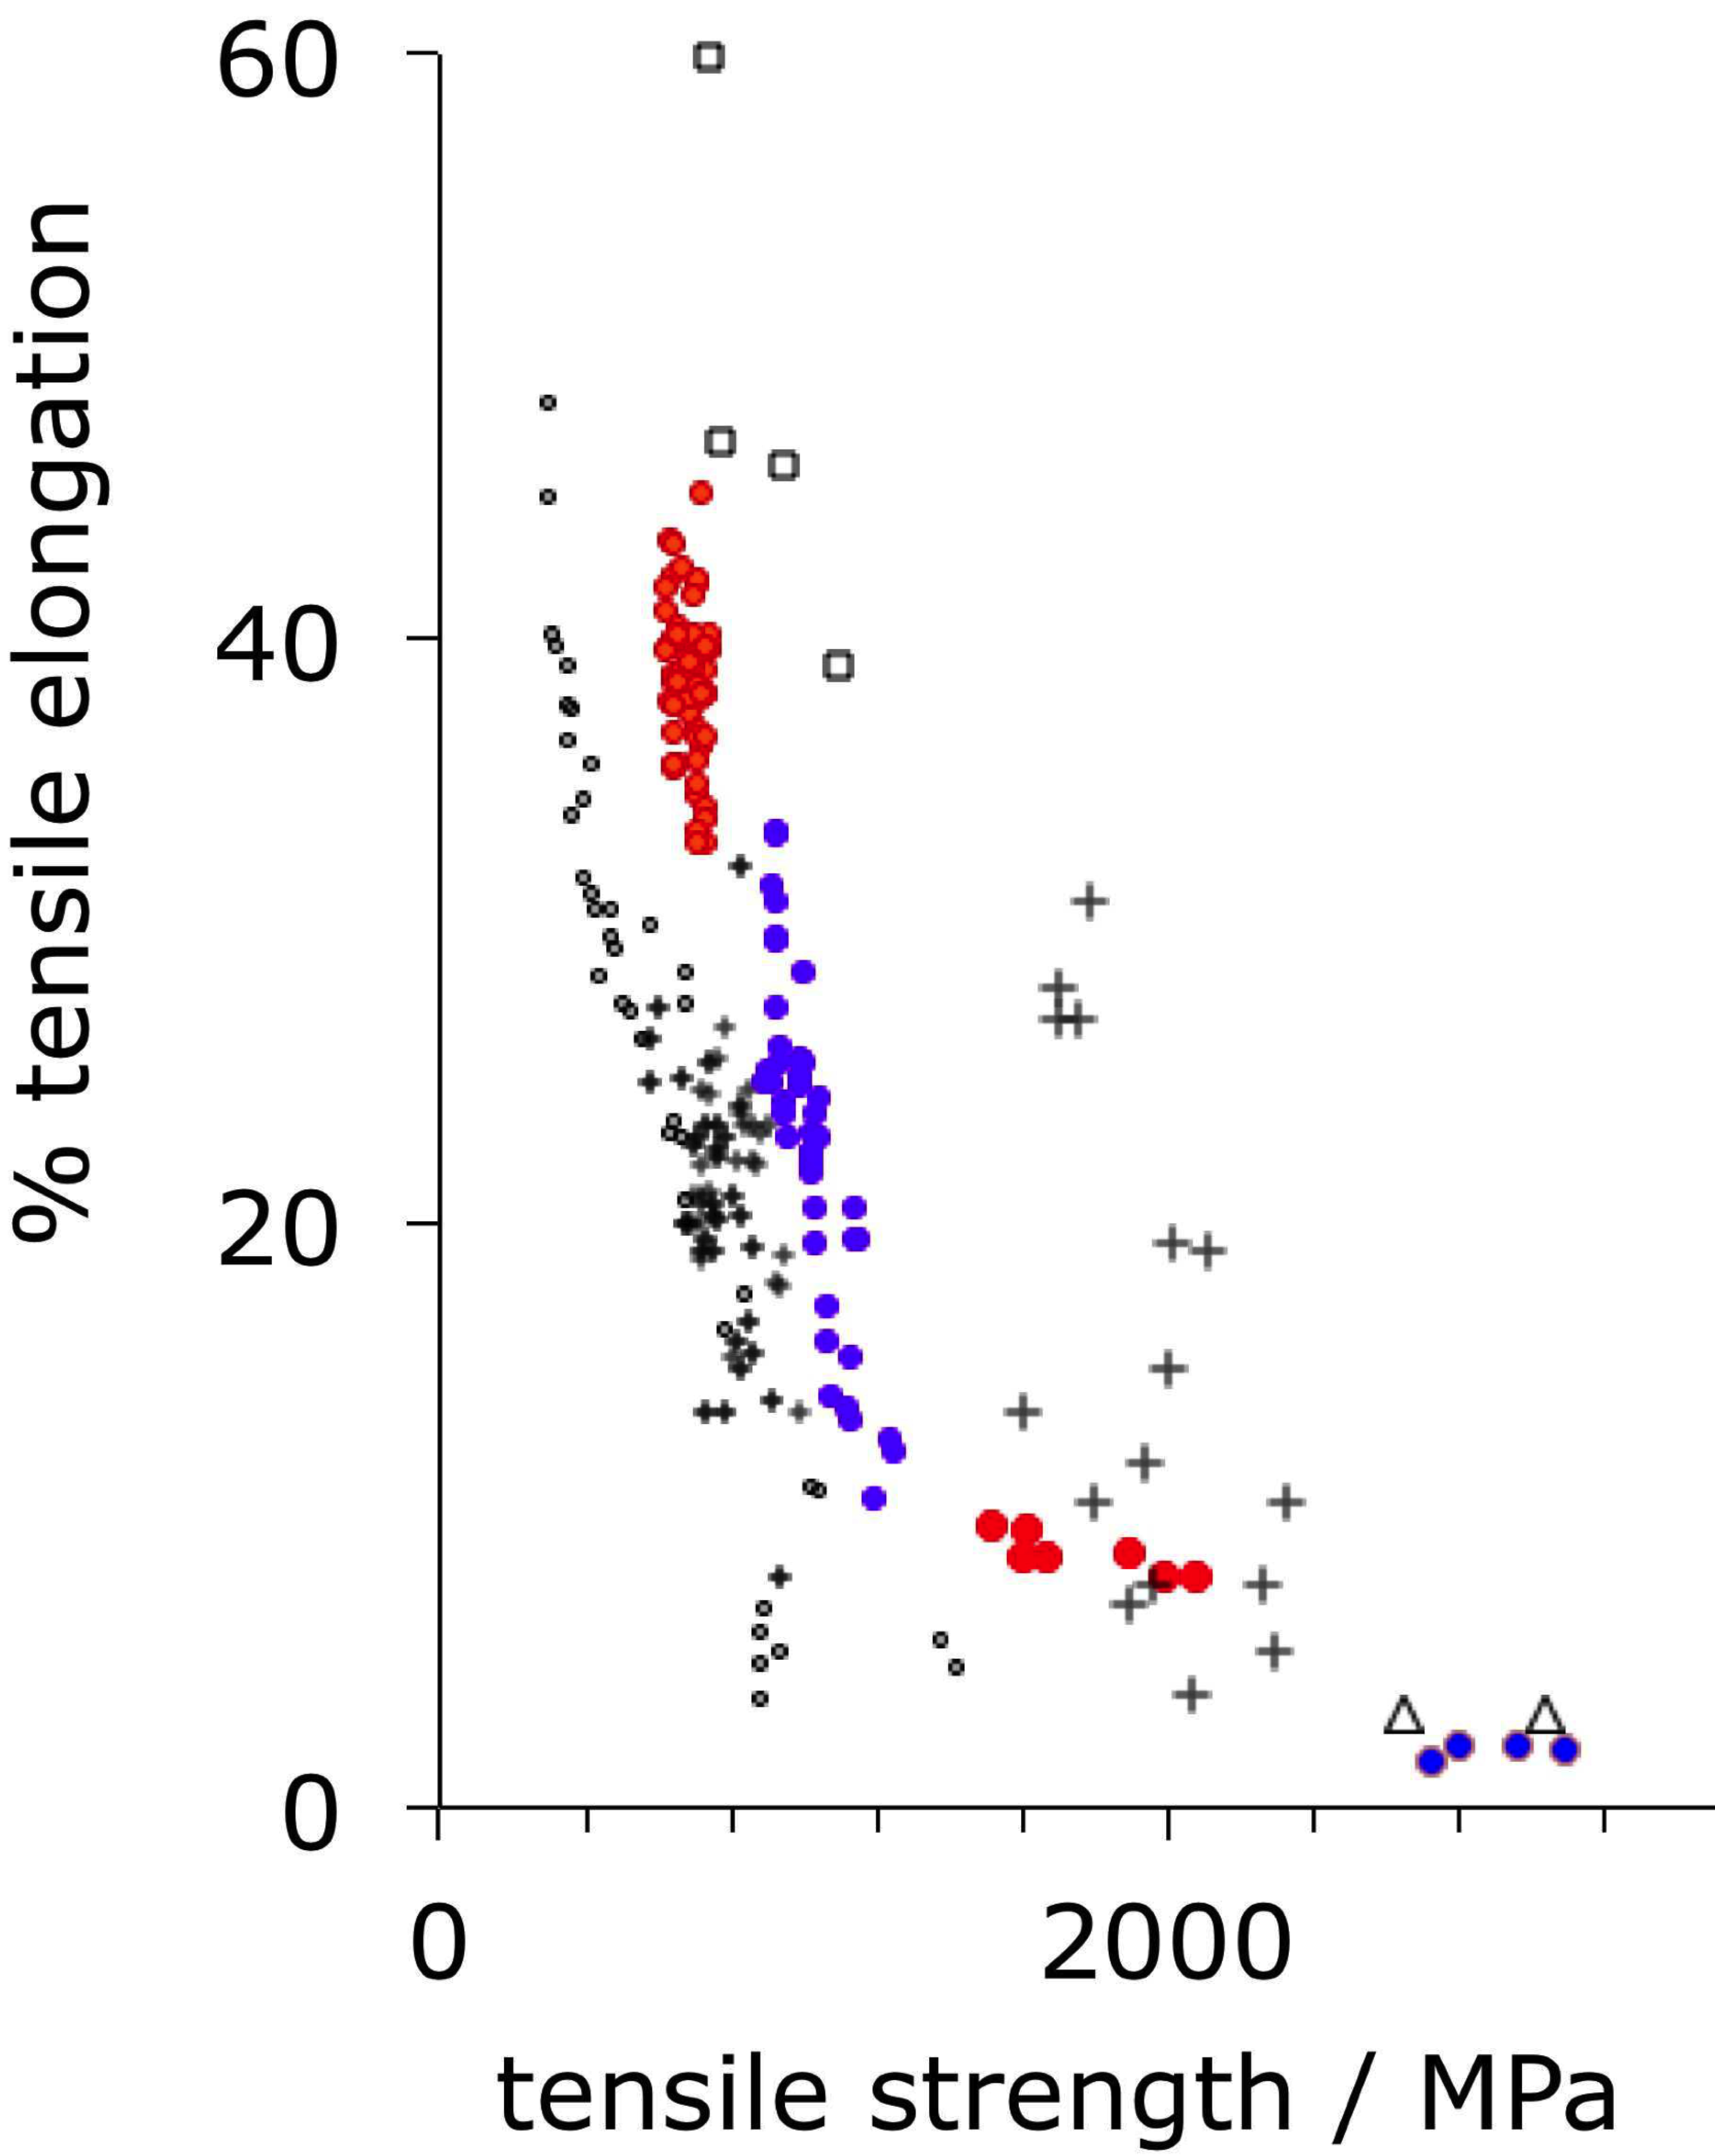 60
40
20
0
% tensile elongation
0 2000
tensile strength / MPa